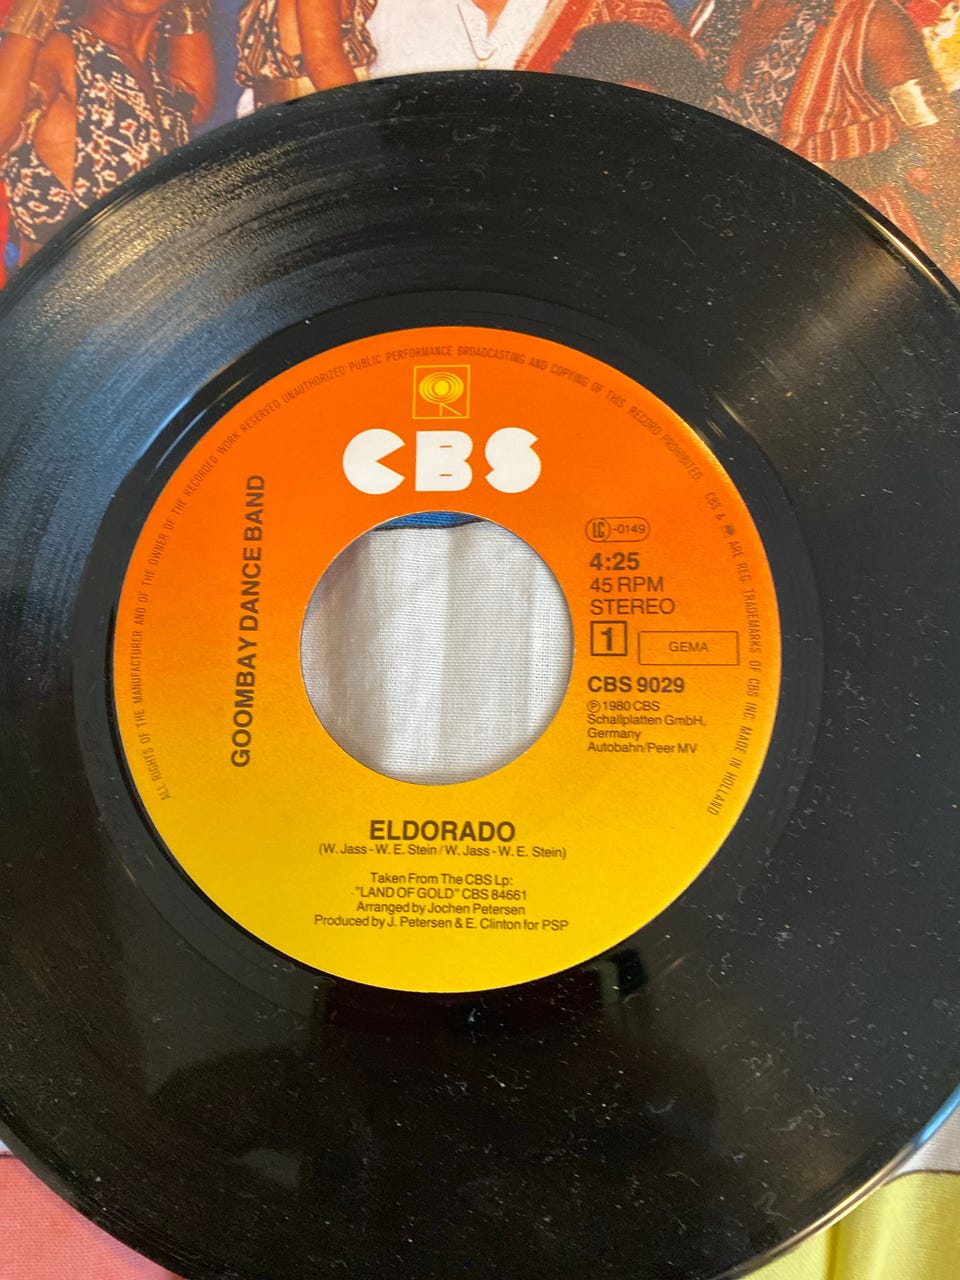 ALL RIGHTS OF THE MANUFACTURER AND OF THE OWNER OF THE RECORDED WORK RESERVED UNAUTHORIZED PUBLIC PERFORMANCE BROADCASTING AND COPYING OF THIS RECORD PROHIBITED. CBS & ARE REG. TRADEMARKS OF CBS INC. MADE IN HOLLAND
CBS
GOOMBAY DANCE BAND
LC-0149
4:25
45 RPM
STEREO
1 GEMA
CBS 9029
℗ 1980 CBS
Schallplatten GmbH,
Germany
Autobahn/Peer MV
ELDORADO
(W. Jass - W. E. Stein / W. Jass - W. E. Stein)
Taken From The CBS Lp:
"LAND OF GOLD" CBS 84661
Arranged by Jochen Petersen
Produced by J. Petersen & E. Clinton for PSP